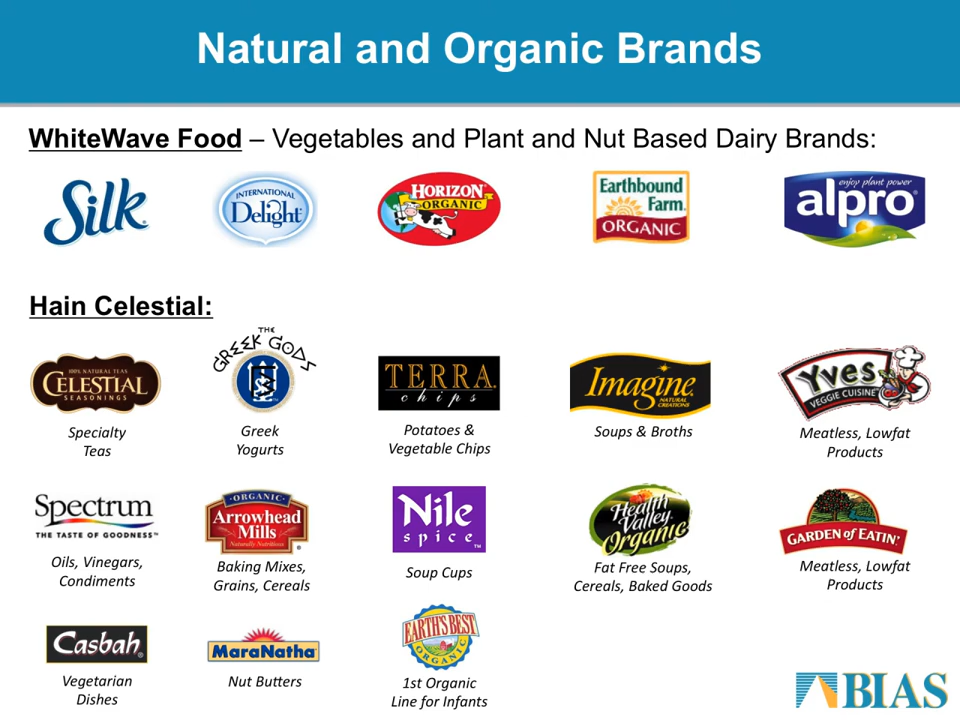 Natural and Organic Brands
WhiteWave Food – Vegetables and Plant and Nut Based Dairy Brands:
Silk®
INTERNATIONAL
Delight®
HORIZON®
ORGANIC
Earthbound
Farm®
ORGANIC
enjoy plant power
alpro®
Hain Celestial:
100% NATURAL TEAS
CELESTIAL
SEASONINGS
THE
GREEK GODS
TERRA®
chips
Imagine®
NATURAL
CREATIONS
Yves
VEGGIE CUISINE
Specialty
Teas
Greek
Yogurts
Potatoes &
Vegetable Chips
Soups & Broths
Meatless, Lowfat
Products
Spectrum
THE TASTE OF GOODNESS™
ORGANIC
Arrowhead
Mills
Naturally Nutritious
®
Nile
spice™
Health
Valley
Organic
GARDEN of EATIN'®
Oils, Vinegars,
Condiments
Baking Mixes,
Grains, Cereals
Soup Cups
Fat Free Soups,
Cereals, Baked Goods
Meatless, Lowfat
Products
Casbah®
MaraNatha®
EARTH'S BEST
ORGANIC
Vegetarian
Dishes
Nut Butters
1st Organic
Line for Infants
BIAS